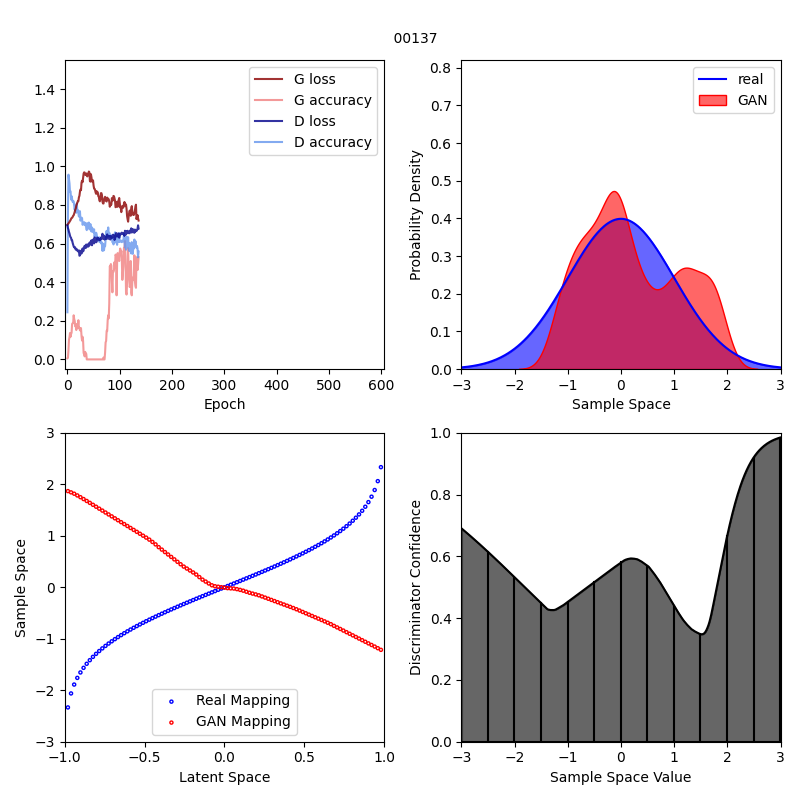 00137
G loss
G accuracy
D loss
D accuracy
0.0
0.2
0.4
0.6
0.8
1.0
1.2
1.4
0 100 200 300 400 500 600
Epoch
real
GAN
Probability Density
0.0
0.1
0.2
0.3
0.4
0.5
0.6
0.7
0.8
−3 −2 −1 0 1 2 3
Sample Space
Sample Space
3
2
1
0
−1
−2
−3
Real Mapping
GAN Mapping
−1.0 −0.5 0.0 0.5 1.0
Latent Space
Discriminator Confidence
1.0
0.8
0.6
0.4
0.2
0.0
−3 −2 −1 0 1 2 3
Sample Space Value